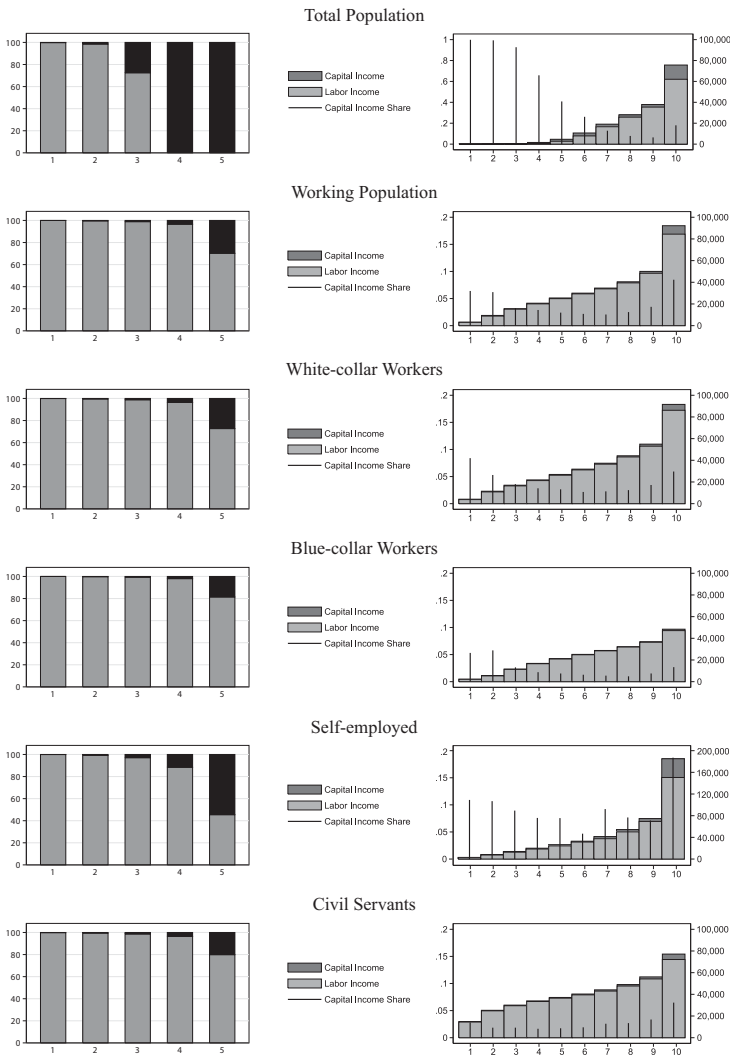 Total Population
100
80
60
40
20
0
1 2 3 4 5
Capital Income
Labor Income
Capital Income Share
1
.8
.6
.4
.2
0
100,000
80,000
60,000
40,000
20,000
0
1 2 3 4 5 6 7 8 9 10
Working Population
100
80
60
40
20
0
1 2 3 4 5
Capital Income
Labor Income
Capital Income Share
.2
.15
.1
.05
0
100,000
80,000
60,000
40,000
20,000
0
1 2 3 4 5 6 7 8 9 10
White-collar Workers
100
80
60
40
20
0
1 2 3 4 5
Capital Income
Labor Income
Capital Income Share
.2
.15
.1
.05
0
100,000
80,000
60,000
40,000
20,000
0
1 2 3 4 5 6 7 8 9 10
Blue-collar Workers
100
80
60
40
20
0
1 2 3 4 5
Capital Income
Labor Income
Capital Income Share
.2
.15
.1
.05
0
100,000
80,000
60,000
40,000
20,000
0
1 2 3 4 5 6 7 8 9 10
Self-employed
100
80
60
40
20
0
1 2 3 4 5
Capital Income
Labor Income
Capital Income Share
.2
.15
.1
.05
0
200,000
160,000
120,000
80,000
40,000
0
1 2 3 4 5 6 7 8 9 10
Civil Servants
100
80
60
40
20
0
1 2 3 4 5
Capital Income
Labor Income
Capital Income Share
.2
.15
.1
.05
0
100,000
80,000
60,000
40,000
20,000
0
1 2 3 4 5 6 7 8 9 10